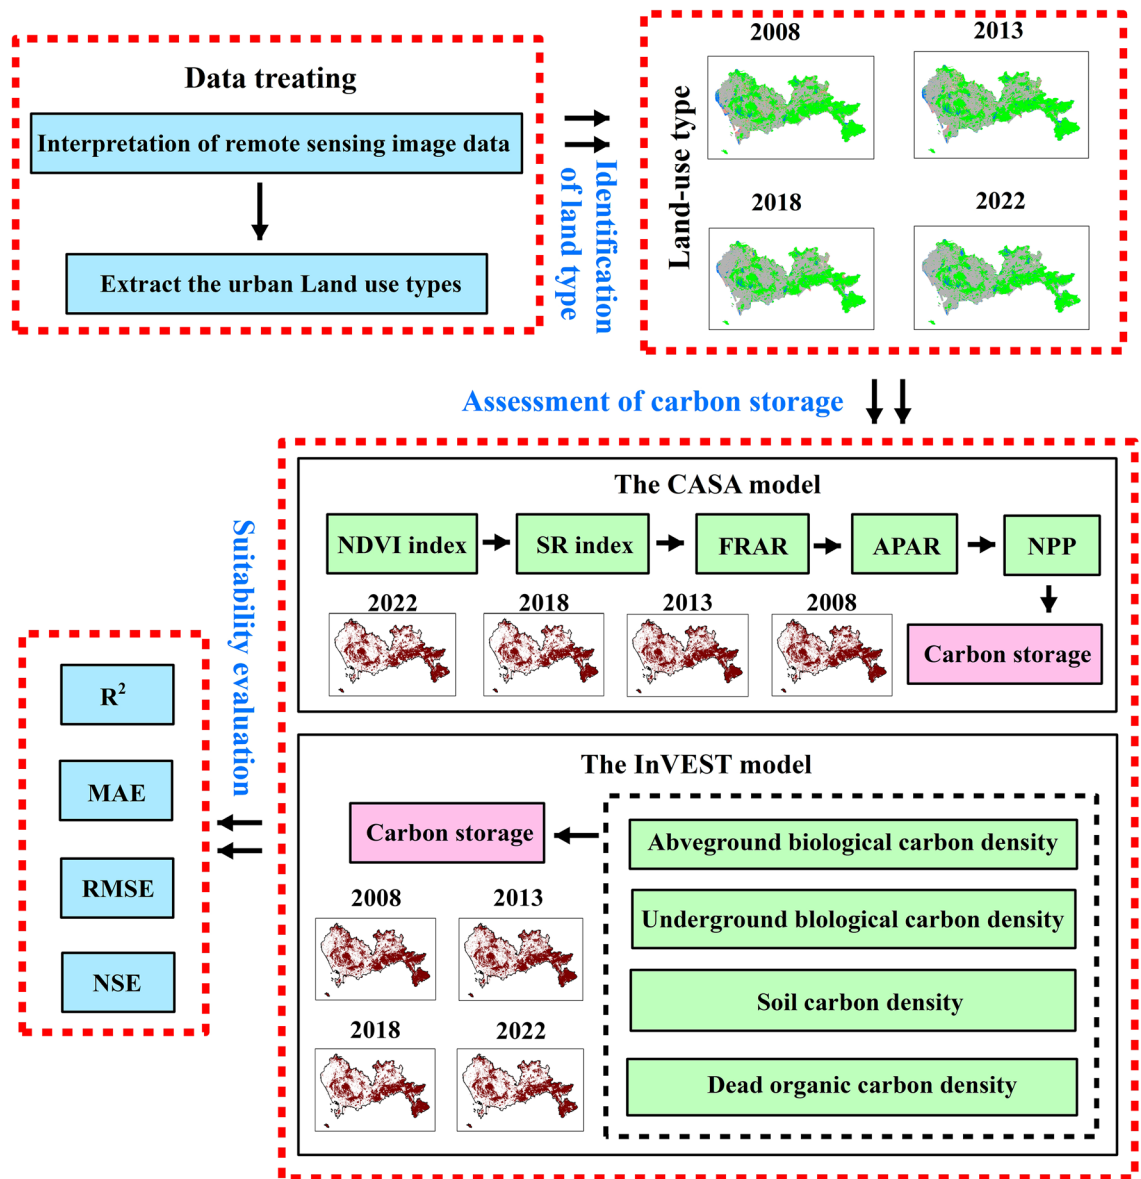 Data treating
Interpretation of remote sensing image data
Extract the urban Land use types
Identification
of land type
Land-use type
2008
2013
2018
2022
Assessment of carbon storage
The CASA model
NDVI index
SR index
FRAR
APAR
NPP
2022
2018
2013
2008
Carbon storage
The InVEST model
Carbon storage
2008
2013
2018
2022
Abveground biological carbon density
Underground blological carbon density
Soil carbon density
Dead organic carbon density
Suitability evaluation
R²
MAE
RMSE
NSE